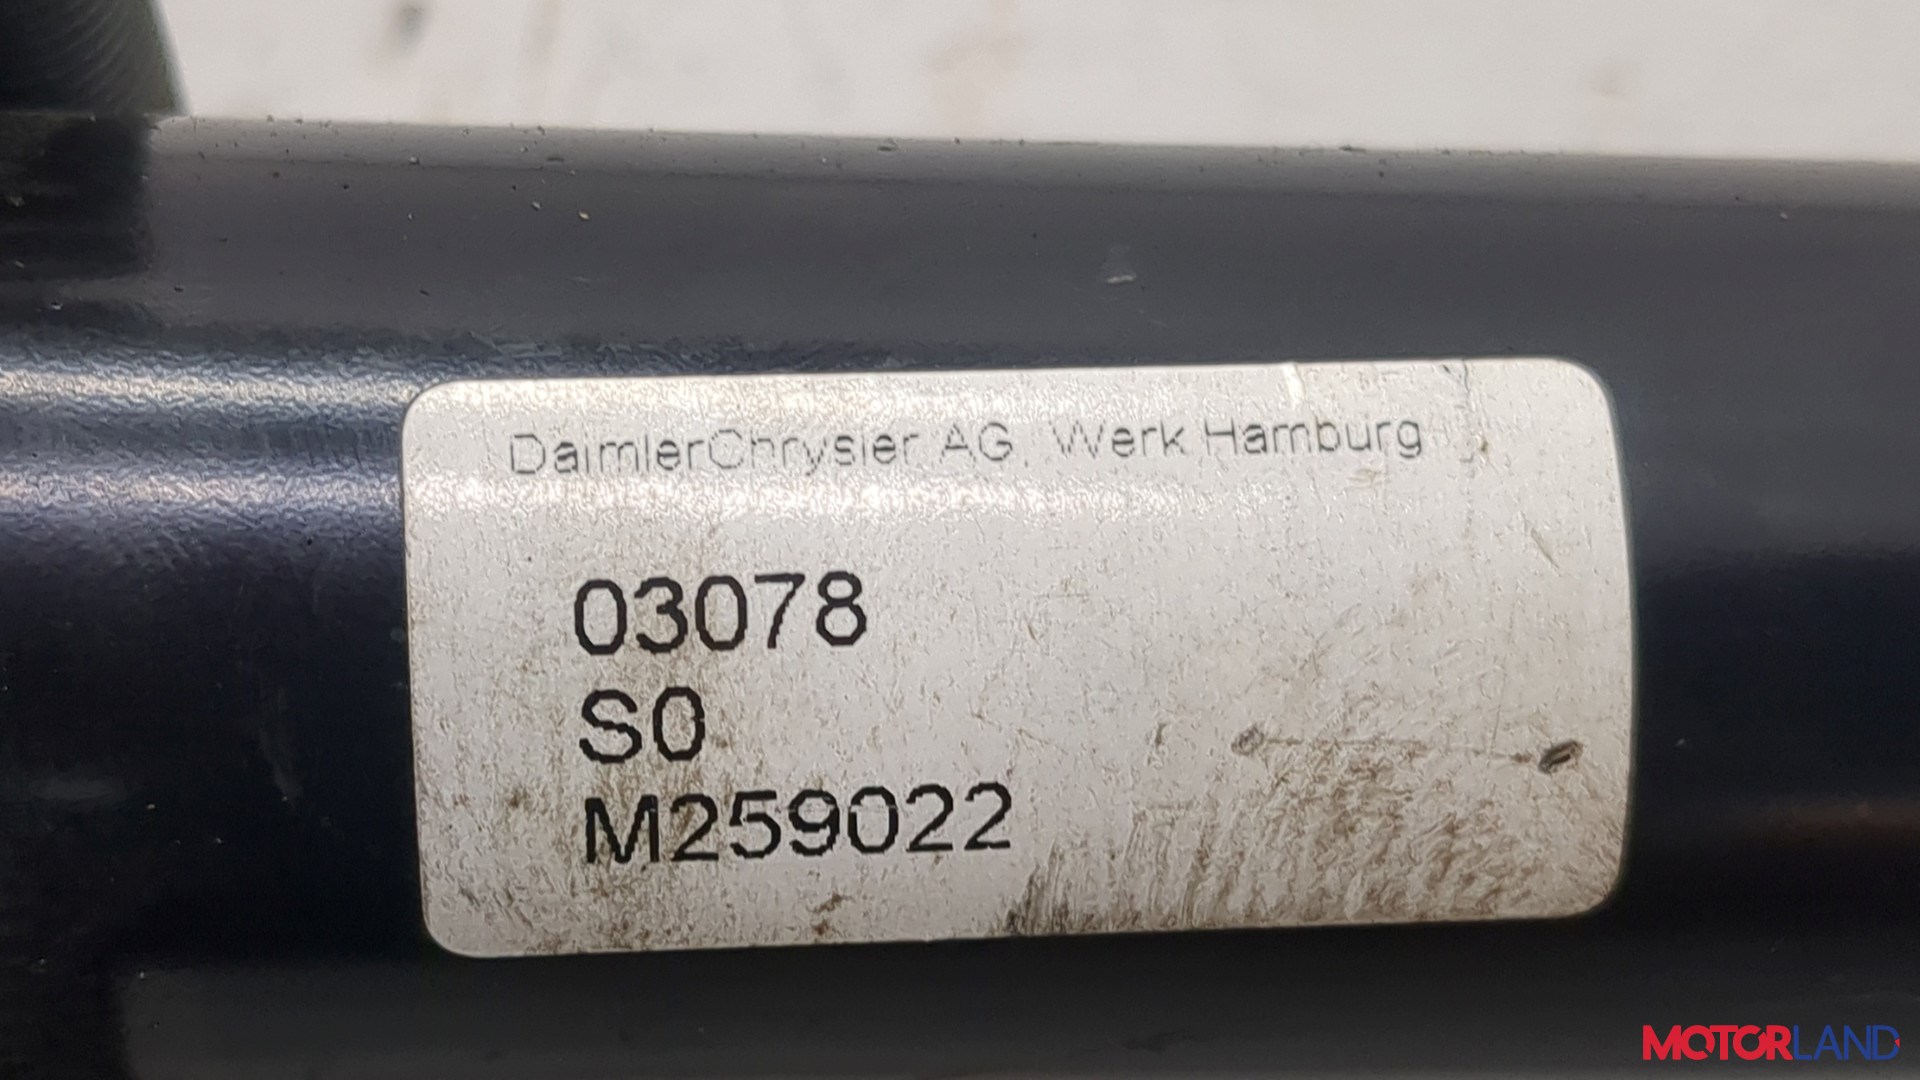 DaimlerChrysler AG, Werk Hamburg
03078
S0
M259022
MOTORLAND